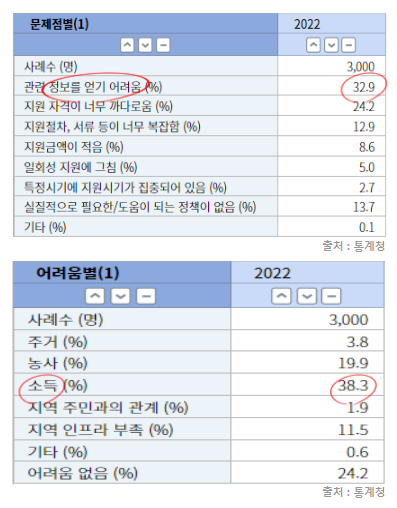 문제점별(1) 2022
사례수 (명) 3,000
관련 정보를 얻기 어려움 (%) 32.9
지원 자격이 너무 까다로움 (%) 24.2
지원절차, 서류 등이 너무 복잡함 (%) 12.9
지원금액이 적음 (%) 8.6
일회성 지원에 그침 (%) 5.0
특정시기에 지원시기가 집중되어 있음 (%) 2.7
실질적으로 필요한/도움이 되는 정책이 없음 (%) 13.7
기타 (%) 0.1
출처 : 통계청
어려움별(1) 2022
사례수 (명) 3,000
주거 (%) 3.8
농사 (%) 19.9
소득 (%) 38.3
지역 주민과의 관계 (%) 1.9
지역 인프라 부족 (%) 11.5
기타 (%) 0.6
어려움 없음 (%) 24.2
출처 : 통계청